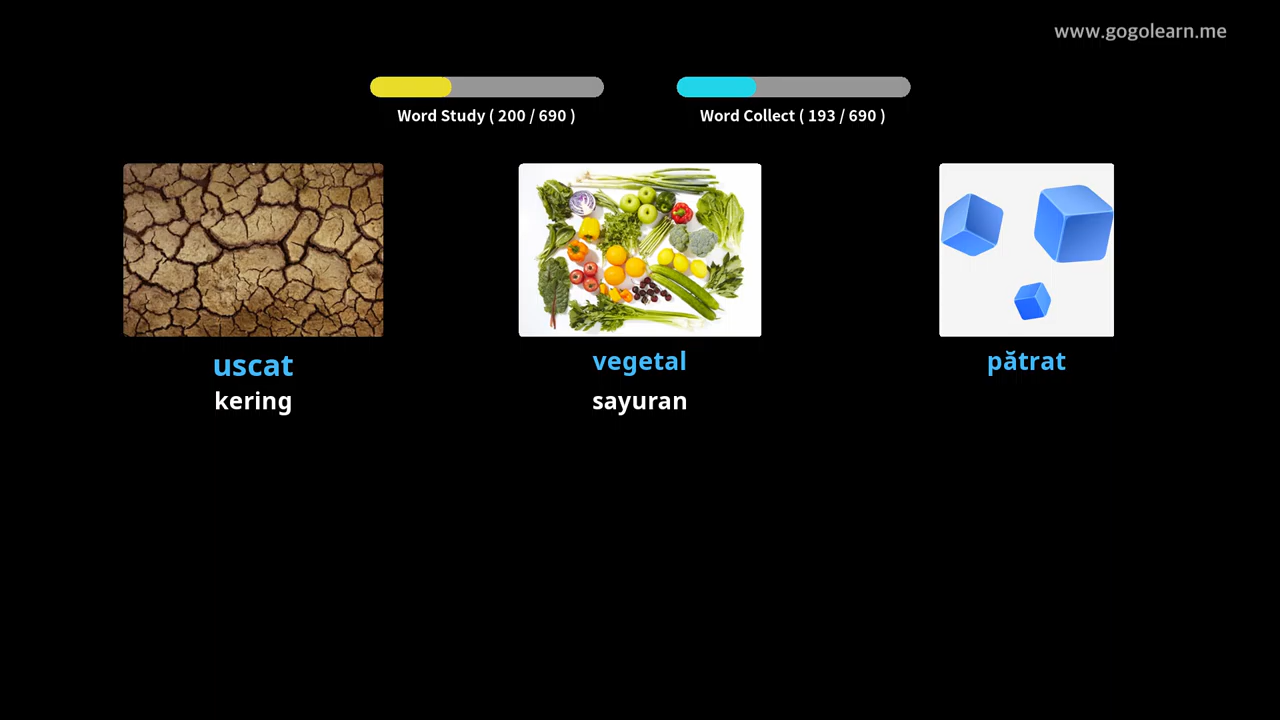 www.gogolearn.me
Word Study ( 200 / 690 )
Word Collect ( 193 / 690 )
uscat
kering
vegetal
sayuran
pătrat